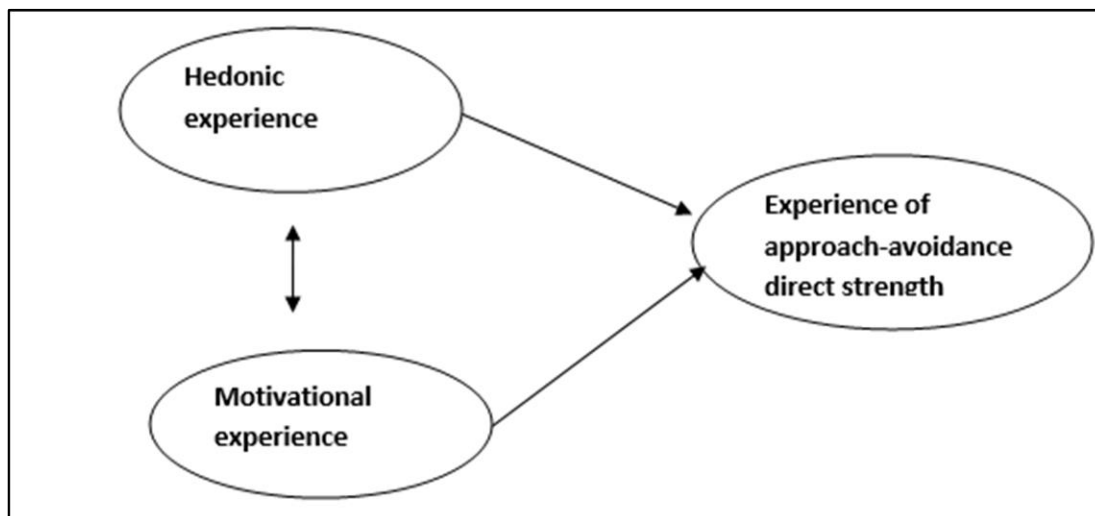 Hedonic
experience
Experience of
approach-avoidance
direct strength
Motivational
experience